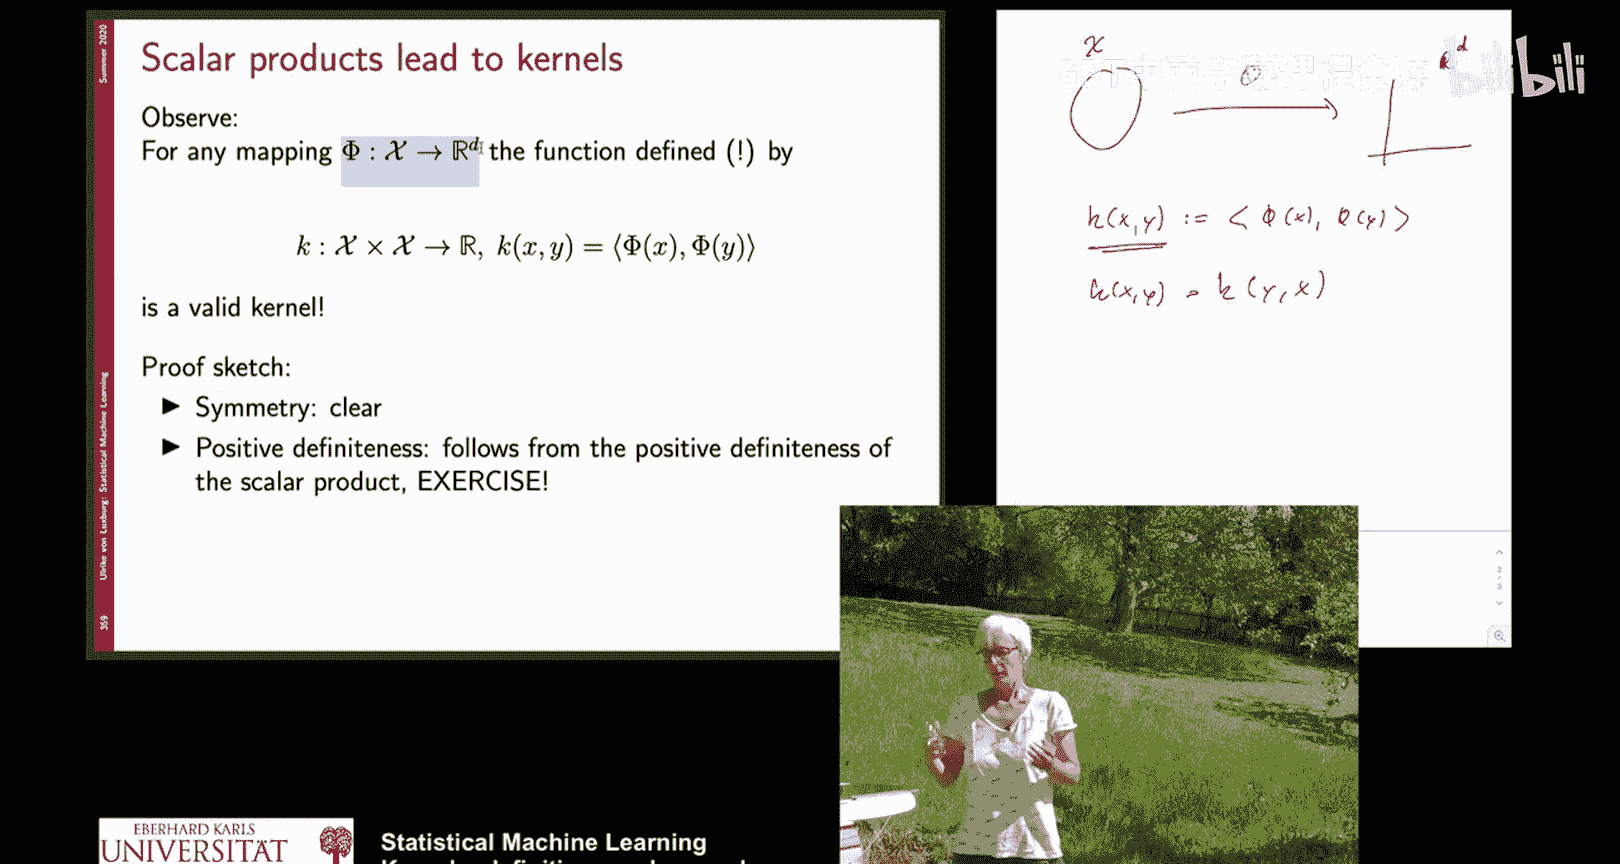 Summer 2020
Scalar products lead to kernels
Observe:
For any mapping Φ : 𝒳 → ℝᵈ the function defined (!) by
k : 𝒳 × 𝒳 → ℝ, k(x, y) = ⟨Φ(x), Φ(y)⟩
is a valid kernel!
Proof sketch:
► Symmetry: clear
► Positive definiteness: follows from the positive definiteness of
the scalar product, EXERCISE!
Ulrike von Luxburg: Statistical Machine Learning
359
𝒳
Φ
ℝᵈ
k(x,y) := < Φ(x), Φ(y) >
k(x,y) = k(y,x)
bilibili
EBERHARD KARLS
UNIVERSITÄT
Statistical Machine Learning